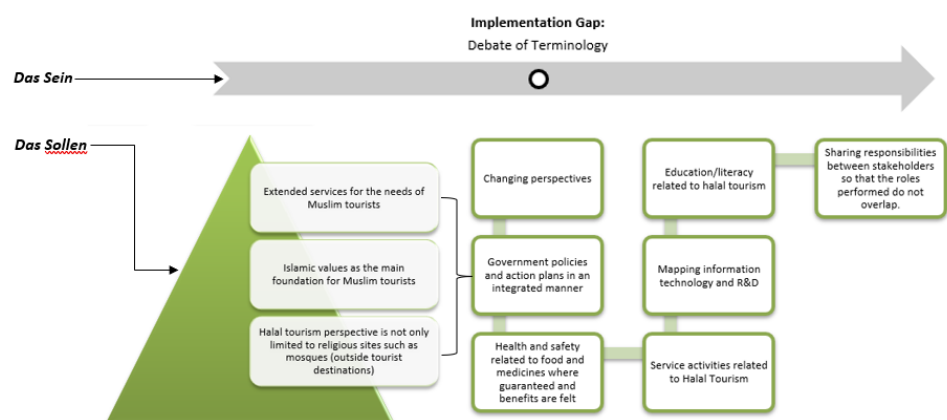 Implementation Gap:
Debate of Terminology
Das Sein
Das Sollen
Extended services for the needs of
Muslim tourists
Islamic values as the main
foundation for Muslim tourists
Halal tourism perspective is not only
limited to religious sites such as
mosques (outside tourist
destinations)
Changing perspectives
Government policies
and action plans in an
integrated manner
Health and safety
related to food and
medicines where
guaranteed and
benefits are felt
Education/literacy
related to halal tourism
Mapping information
technology and R&D
Service activities related
to Halal Tourism
Sharing responsibilities
between stakeholders
so that the roles
performed do not
overlap.